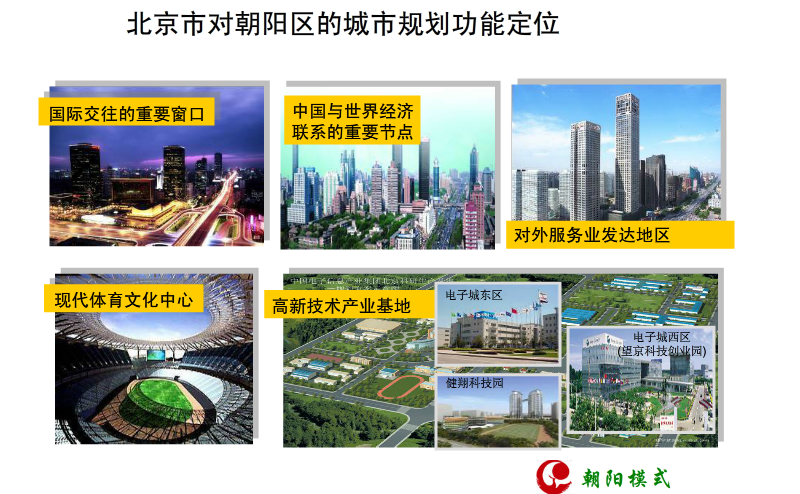 北京市对朝阳区的城市规划功能定位
国际交往的重要窗口
中国与世界经济
联系的重要节点
对外服务业发达地区
现代体育文化中心
高新技术产业基地
电子城东区
电子城西区
(望京科技创业园)
健翔科技园
朝阳模式